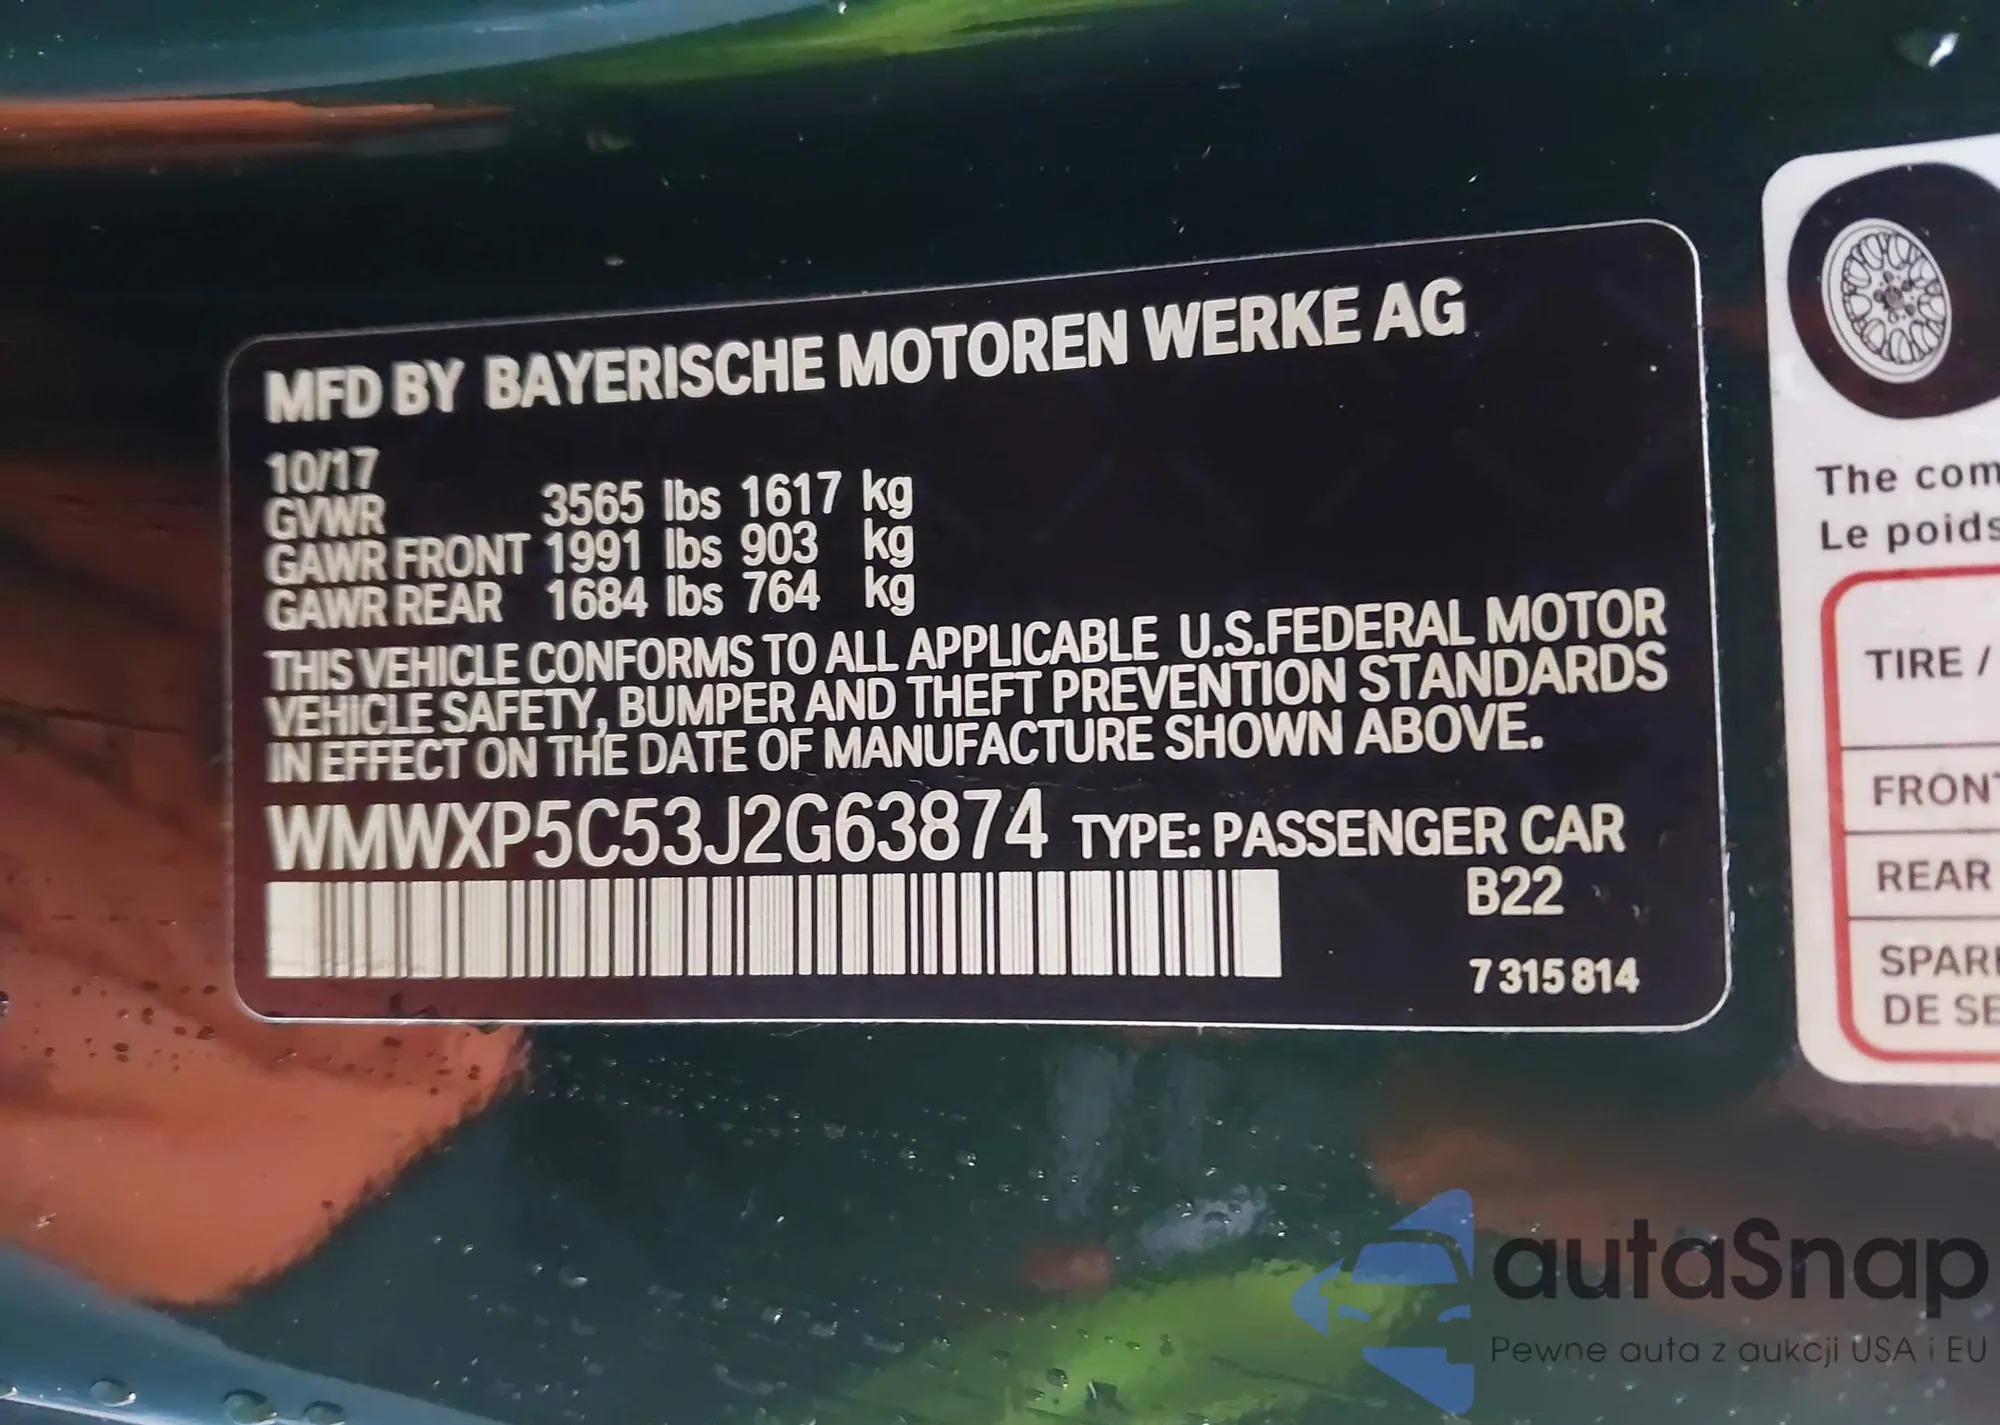 MFD BY BAYERISCHE MOTOREN WERKE AG
10/17
GVWR 3565 lbs 1617 kg
GAWR FRONT 1991 lbs 903 kg
GAWR REAR 1684 lbs 764 kg
THIS VEHICLE CONFORMS TO ALL APPLICABLE U.S.FEDERAL MOTOR
VEHICLE SAFETY, BUMPER AND THEFT PREVENTION STANDARDS
IN EFFECT ON THE DATE OF MANUFACTURE SHOWN ABOVE.
WMWXP5C53J2G63874 TYPE: PASSENGER CAR
B22
7 315 814
The com
Le poids
TIRE /
FRONT
REAR
SPAR
DE SE
autaSnap
Pewne auta z aukcji USA i EU